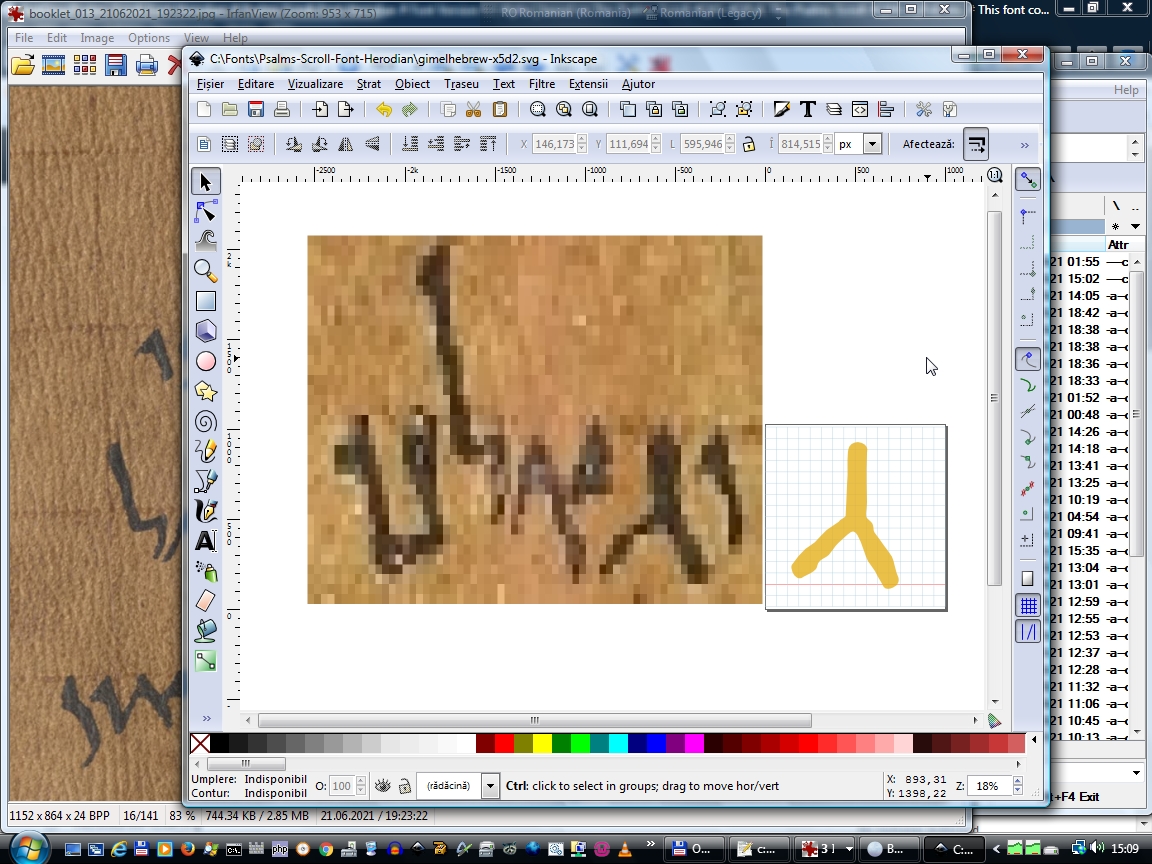 booklet_013_21062021_192322.jpg - IrfanView (Zoom: 953 x 715)
RO Romanian (Romania)
Romanian (Legacy)
This font co...
File Edit Image Options View Help
C:\Fonts\Psalms-Scroll-Font-Herodian\gimelhebrew-x5d2.svg - Inkscape
Fișier Editare Vizualizare Strat Obiect Traseu Text Filtre Extensii Ajutor
Help
X 146,173 Y 111,694 L 595,946 Î 814,515 px Afectează:
-2500 -2k -1500 -1000 -500 0 500 1000
2k
1500
1000
500
0
Attr
21 01:55 —c
21 15:02 —c
21 14:05 -a-c
21 18:42 -a-c
21 18:38 -a-c
21 18:38 -a-c
21 18:36 -a-c
21 18:33 -a-c
21 01:52 -a-c
21 00:48 -a-c
21 14:26 -a-c
21 14:18 -a-c
21 13:41 -a-c
21 13:25 -a-c
21 10:19 -a-c
21 04:54 -a-c
21 09:41 -a-c
21 15:35 -a-c
21 13:04 -a-c
21 13:01 -a-c
21 12:59 -a-c
21 12:55 -a-c
21 12:53 -a-c
21 12:37 -a-c
21 12:28 -a-c
21 11:32 -a-c
21 11:06 -a-c
21 10:45 -a-c
21 10:13 -a-c
Umplere: Indisponibil
Contur: Indisponibil
O: 100
(rădăcină)
Ctrl: click to select in groups; drag to move hor/vert
X: 893,31
Y: 1398,22
Z: 18%
t+F4 Exit
1152 x 864 x 24 BPP 16/141 83 % 744.34 KB / 2.85 MB 21.06.2021 / 19:23:22
php
O...
c:...
3 I
B...
C:...
15:09